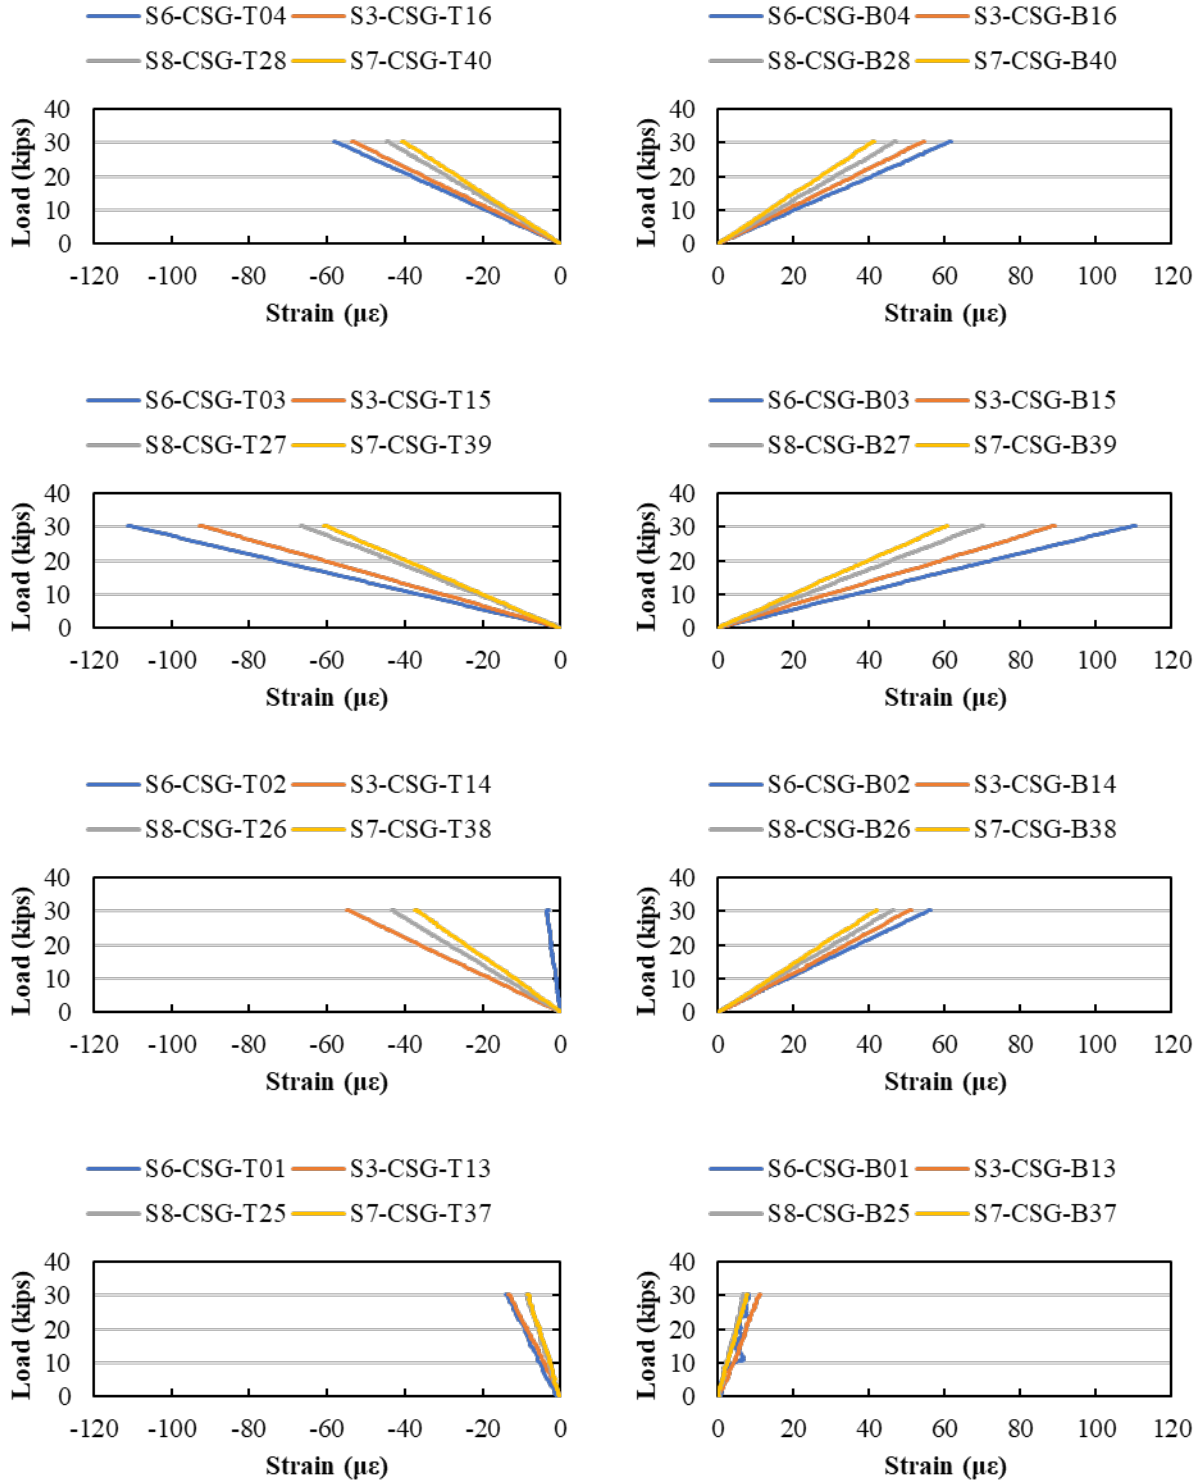 S6-CSG-T04 S3-CSG-T16
S8-CSG-T28 S7-CSG-T40
40
30
20
10
0
Load (kips)
-120 -100 -80 -60 -40 -20 0
Strain (με)
S6-CSG-B04 S3-CSG-B16
S8-CSG-B28 S7-CSG-B40
40
30
20
10
0
Load (kips)
0 20 40 60 80 100 120
Strain (με)
S6-CSG-T03 S3-CSG-T15
S8-CSG-T27 S7-CSG-T39
40
30
20
10
0
Load (kips)
-120 -100 -80 -60 -40 -20 0
Strain (με)
S6-CSG-B03 S3-CSG-B15
S8-CSG-B27 S7-CSG-B39
40
30
20
10
0
Load (kips)
0 20 40 60 80 100 120
Strain (με)
S6-CSG-T02 S3-CSG-T14
S8-CSG-T26 S7-CSG-T38
40
30
20
10
0
Load (kips)
-120 -100 -80 -60 -40 -20 0
Strain (με)
S6-CSG-B02 S3-CSG-B14
S8-CSG-B26 S7-CSG-B38
40
30
20
10
0
Load (kips)
0 20 40 60 80 100 120
Strain (με)
S6-CSG-T01 S3-CSG-T13
S8-CSG-T25 S7-CSG-T37
40
30
20
10
0
Load (kips)
-120 -100 -80 -60 -40 -20 0
Strain (με)
S6-CSG-B01 S3-CSG-B13
S8-CSG-B25 S7-CSG-B37
40
30
20
10
0
Load (kips)
0 20 40 60 80 100 120
Strain (με)